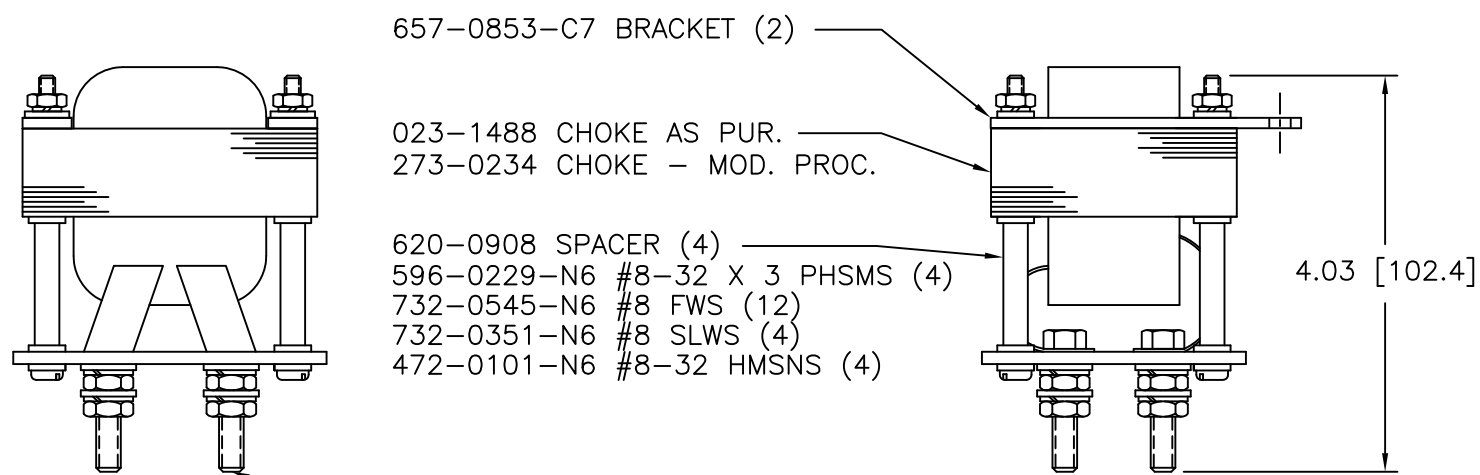 657-0853-C7 BRACKET (2)
023-1488 CHOKE AS PUR.
273-0234 CHOKE - MOD. PROC.
620-0908 SPACER (4)
596-0229-N6 #8-32 X 3 PHSMS (4)
732-0545-N6 #8 FWS (12)
732-0351-N6 #8 SLWS (4)
472-0101-N6 #8-32 HMSNS (4)
4.03 [102.4]